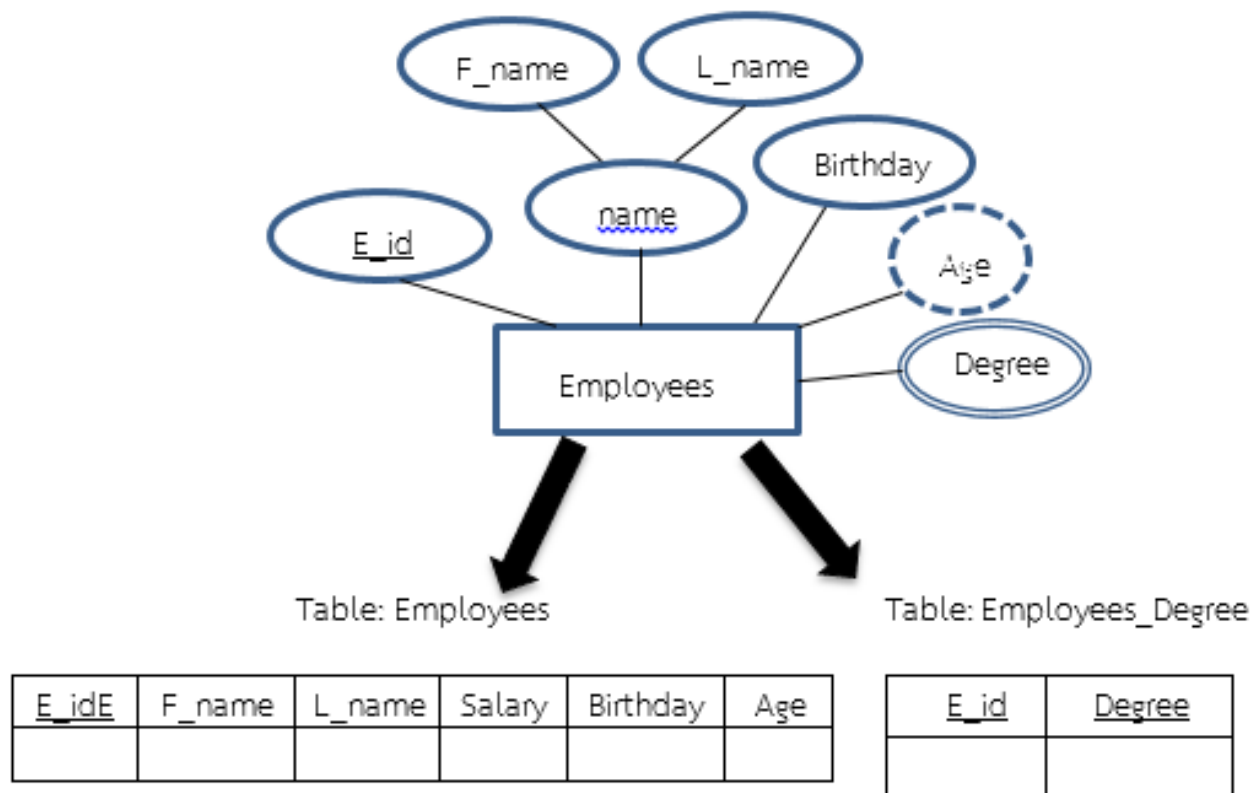 F_name
L_name
Birthday
name
E_id
Age
Degree
Employees
Table: Employees
Table: Employees_Degree
E_idE F_name L_name Salary Birthday Age
E_id Degree